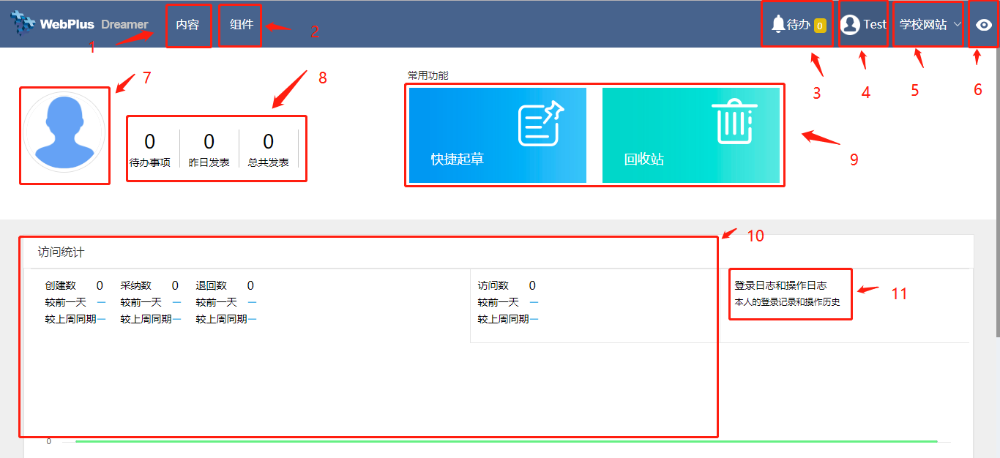 WebPlus Dreamer 内容 组件 待办 0 Test 学校网站
1 2 3 4 5 6
7 8 常用功能
0 0 0
待办事项 昨日发表 总共发表
快捷起草 回收站
9
10
访问统计
创建数 0 采纳数 0 退回数 0 访问数 0 登录日志和操作日志
较前一天 — 较前一天 — 较前一天 — 较前一天 — 本人的登录记录和操作历史
11
较上周同期— 较上周同期— 较上周同期— 较上周同期—
0